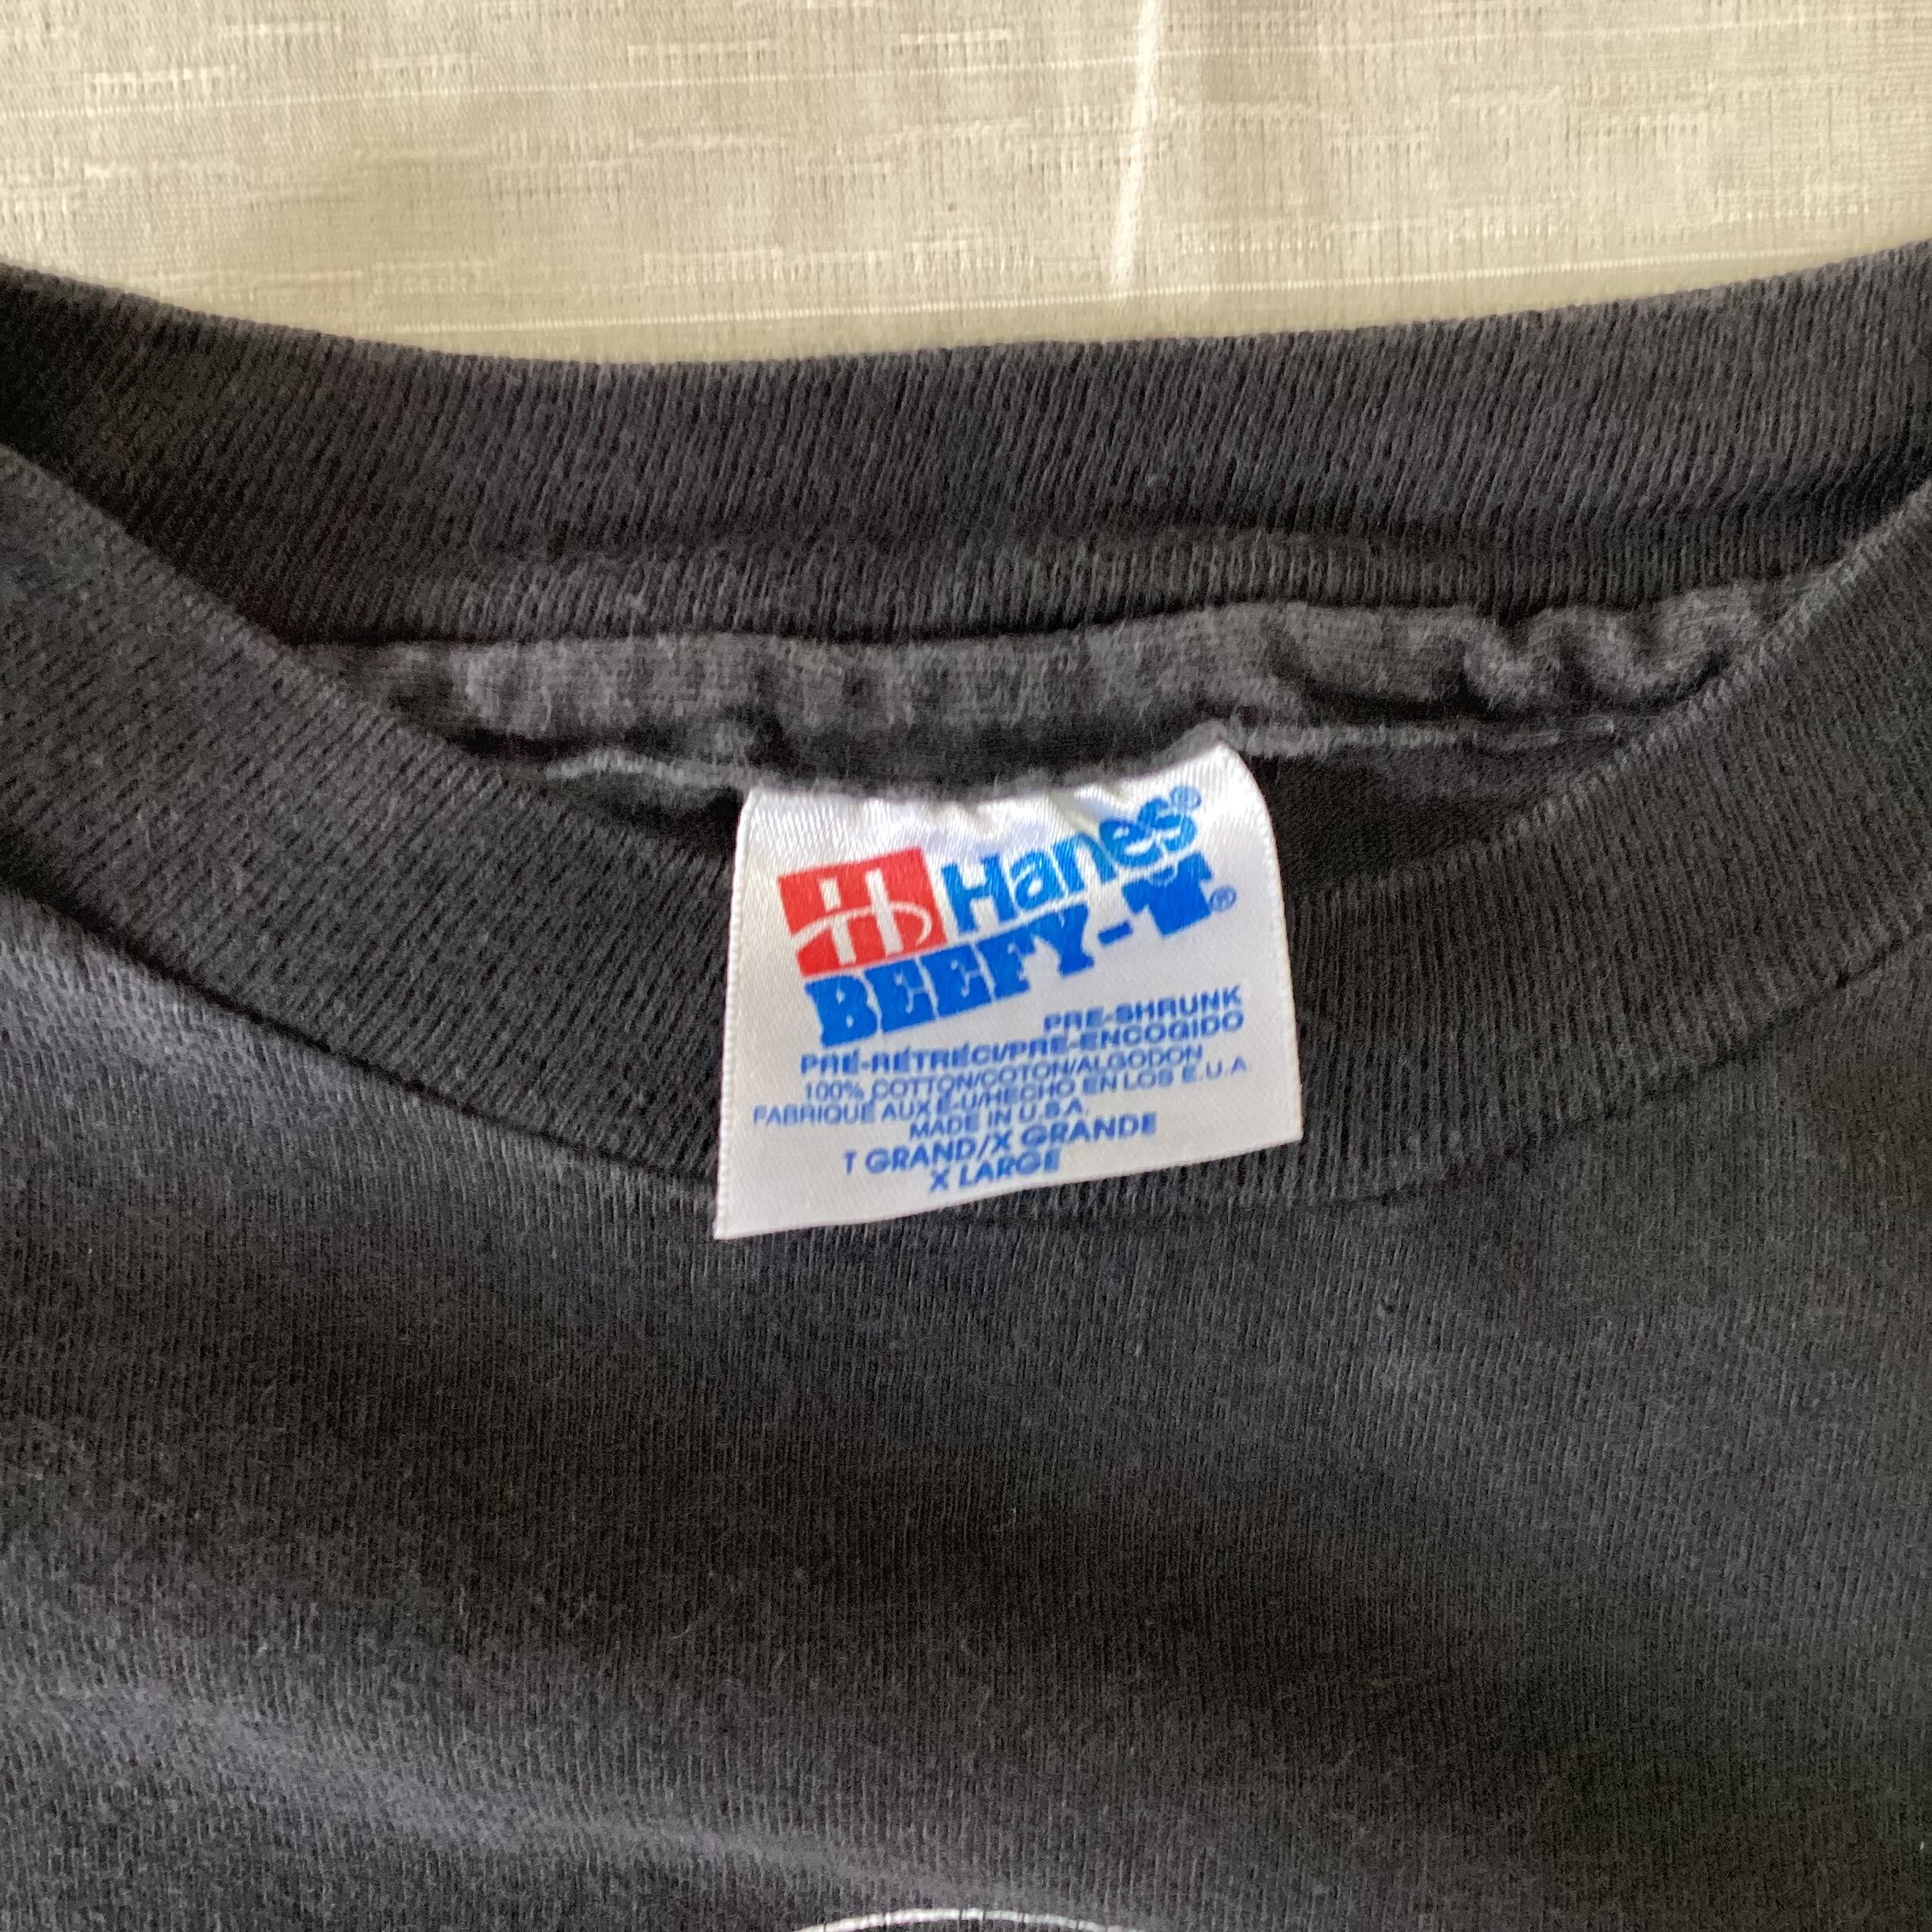 Hanes®
BEEFY-T®
PRE-SHRUNK
PRÉ-RÉTRÉCI/PRE-ENCOGIDO
100% COTTON/COTON/ALGODON
FABRIQUÉ AUX É-U/HECHO EN LOS E.U.A.
MADE IN U.S.A.
T GRAND/X GRANDE
X LARGE